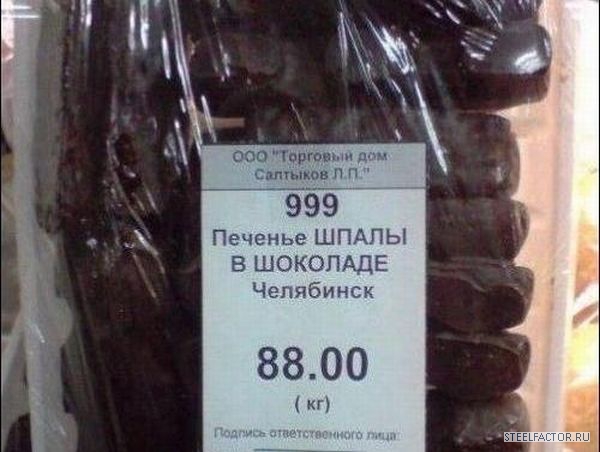 ООО "Торговый дом
Салтыков Л.П."
999
Печенье ШПАЛЫ
В ШОКОЛАДЕ
Челябинск
88.00
( кг)
Подпись ответственного лица:
STEELFACTOR.RU